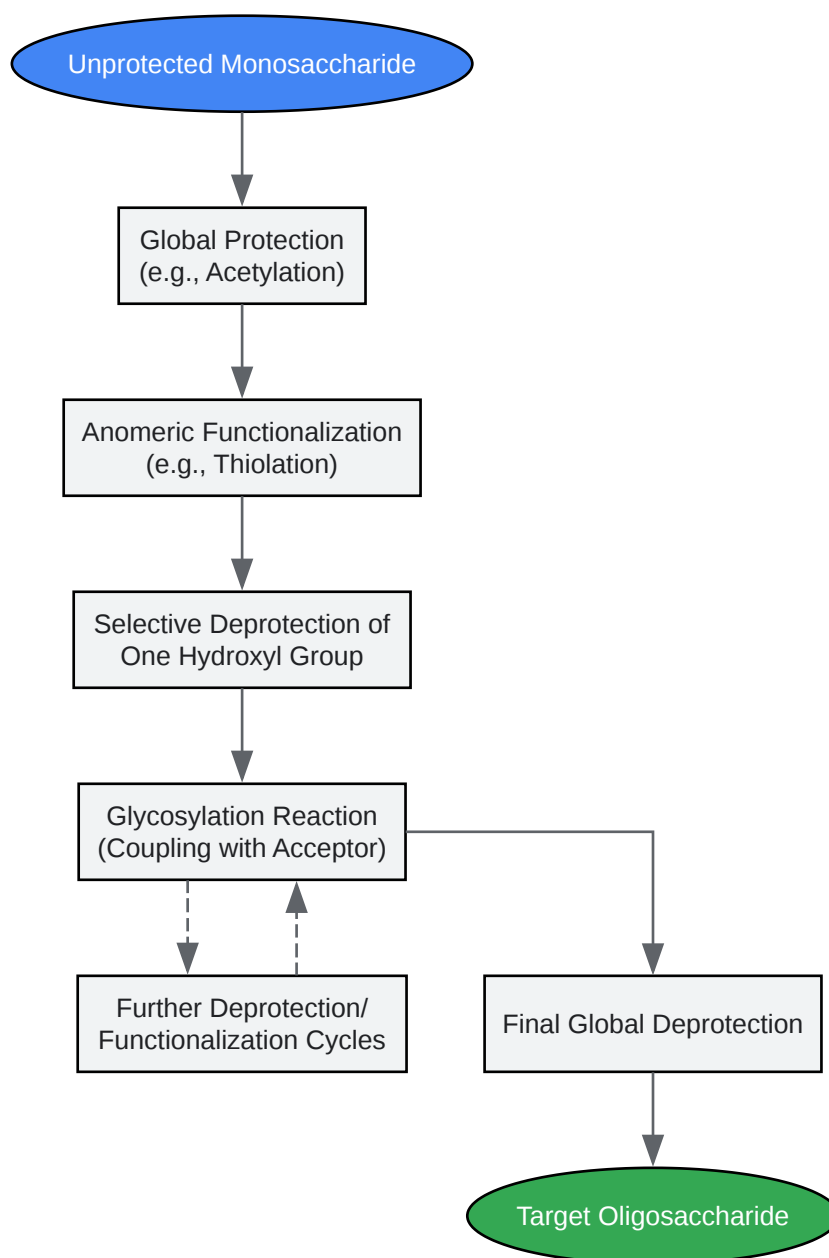 Unprotected Monosaccharide
Global Protection
(e.g., Acetylation)
Anomeric Functionalization
(e.g., Thiolation)
Selective Deprotection of
One Hydroxyl Group
Glycosylation Reaction
(Coupling with Acceptor)
Further Deprotection/
Functionalization Cycles
Final Global Deprotection
Target Oligosaccharide